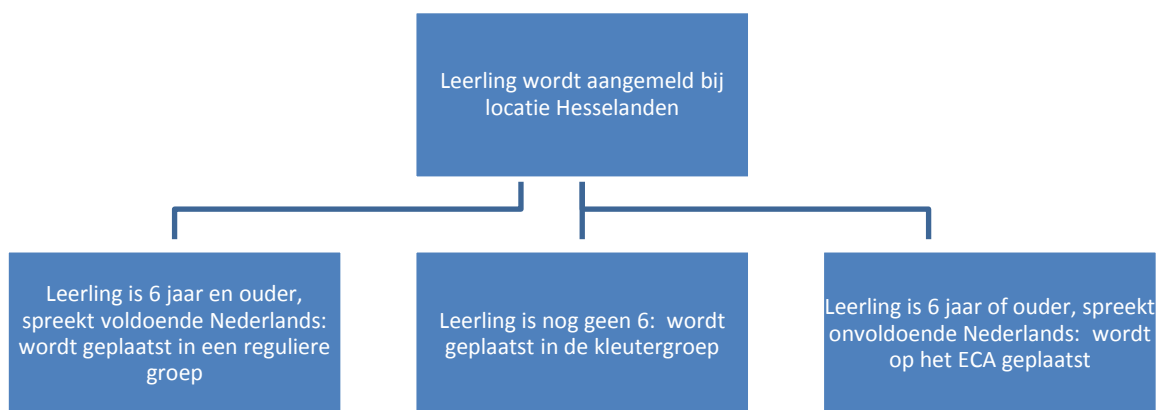 Leerling wordt aangemeld bij
locatie Hesselanden
Leerling is 6 jaar en ouder,
spreekt voldoende Nederlands:
wordt geplaatst in een reguliere
groep
Leerling is nog geen 6: wordt
geplaatst in de kleutergroep
Leerling is 6 jaar of ouder, spreekt
onvoldoende Nederlands: wordt
op het ECA geplaatst